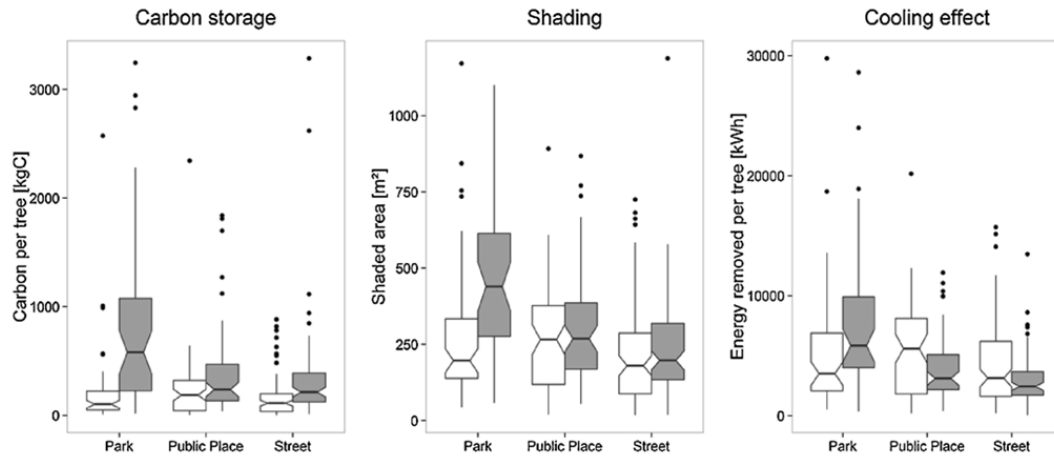 Carbon storage
Carbon per tree [kgC]
3000
2000
1000
0
Park Public Place Street
Shading
Shaded area [m²]
1000
750
500
250
0
Park Public Place Street
Cooling effect
Energy removed per tree [kWh]
30000
20000
10000
0
Park Public Place Street